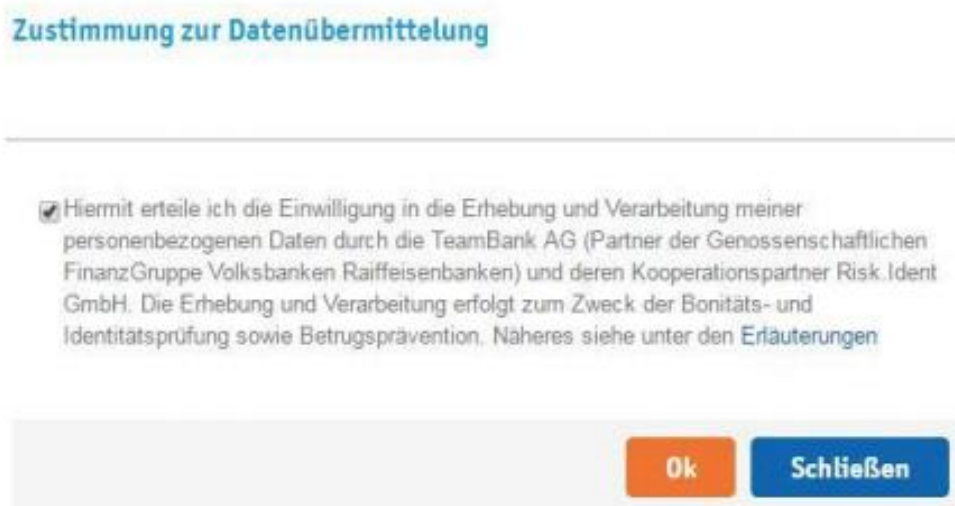 Zustimmung zur Datenübermittelung
Hiermit erteile ich die Einwilligung in die Erhebung und Verarbeitung meiner
personenbezogenen Daten durch die TeamBank AG (Partner der Genossenschaftlichen
FinanzGruppe Volksbanken Raiffeisenbanken) und deren Kooperationspartner Risk.Ident
GmbH. Die Erhebung und Verarbeitung erfolgt zum Zweck der Bonitäts- und
Identitätsprüfung sowie Betrugsprävention. Näheres siehe unter den Erläuterungen
Ok Schließen